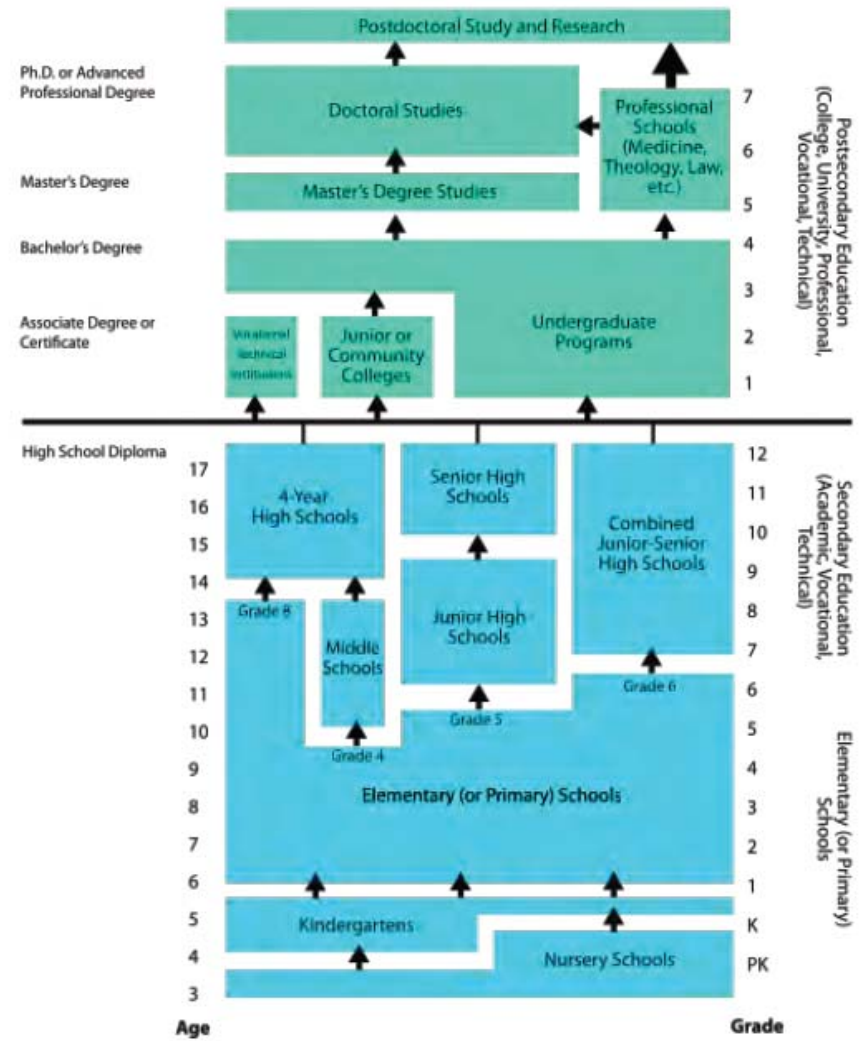 Postdoctoral Study and Research
Ph.D. or Advanced
Professional Degree
Doctoral Studies
Professional
Schools
(Medicine,
Theology, Law,
etc.)
7
6
5
Master's Degree
Master's Degree Studies
Bachelor's Degree
4
3
Associate Degree or
Certificate
Vocational
Technical
Institutions
Junior or
Community
Colleges
Undergraduate
Programs
2
1
Postsecondary Education
(College, University, Professional,
Vocational, Technical)
High School Diploma
17
16
15
14
13
12
11
10
9
8
7
6
5
4
3
Age
4-Year
High Schools
Senior High
Schools
Combined
Junior-Senior
High Schools
Grade 8
Middle
Schools
Junior High
Schools
Grade 6
Grade 5
Grade 4
Elementary (or Primary) Schools
Kindergartens
Nursery Schools
12
11
10
9
8
7
6
5
4
3
2
1
K
PK
Grade
Secondary Education
(Academic, Vocational,
Technical)
Elementary (or Primary)
Schools